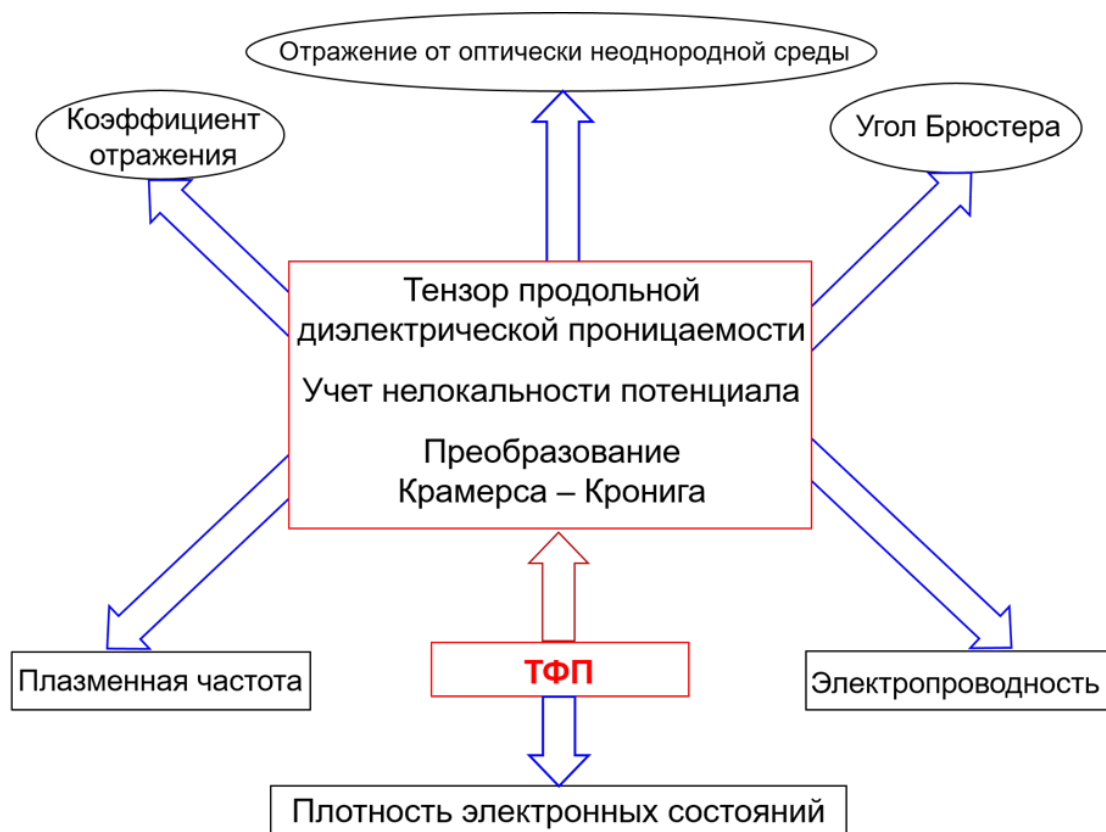 Отражение от оптически неоднородной среды
Коэффициент
отражения
Угол Брюстера
Тензор продольной
диэлектрической проницаемости
Учет нелокальности потенциала
Преобразование
Крамерса – Кронига
Плазменная частота
ТФП
Электропроводность
Плотность электронных состояний